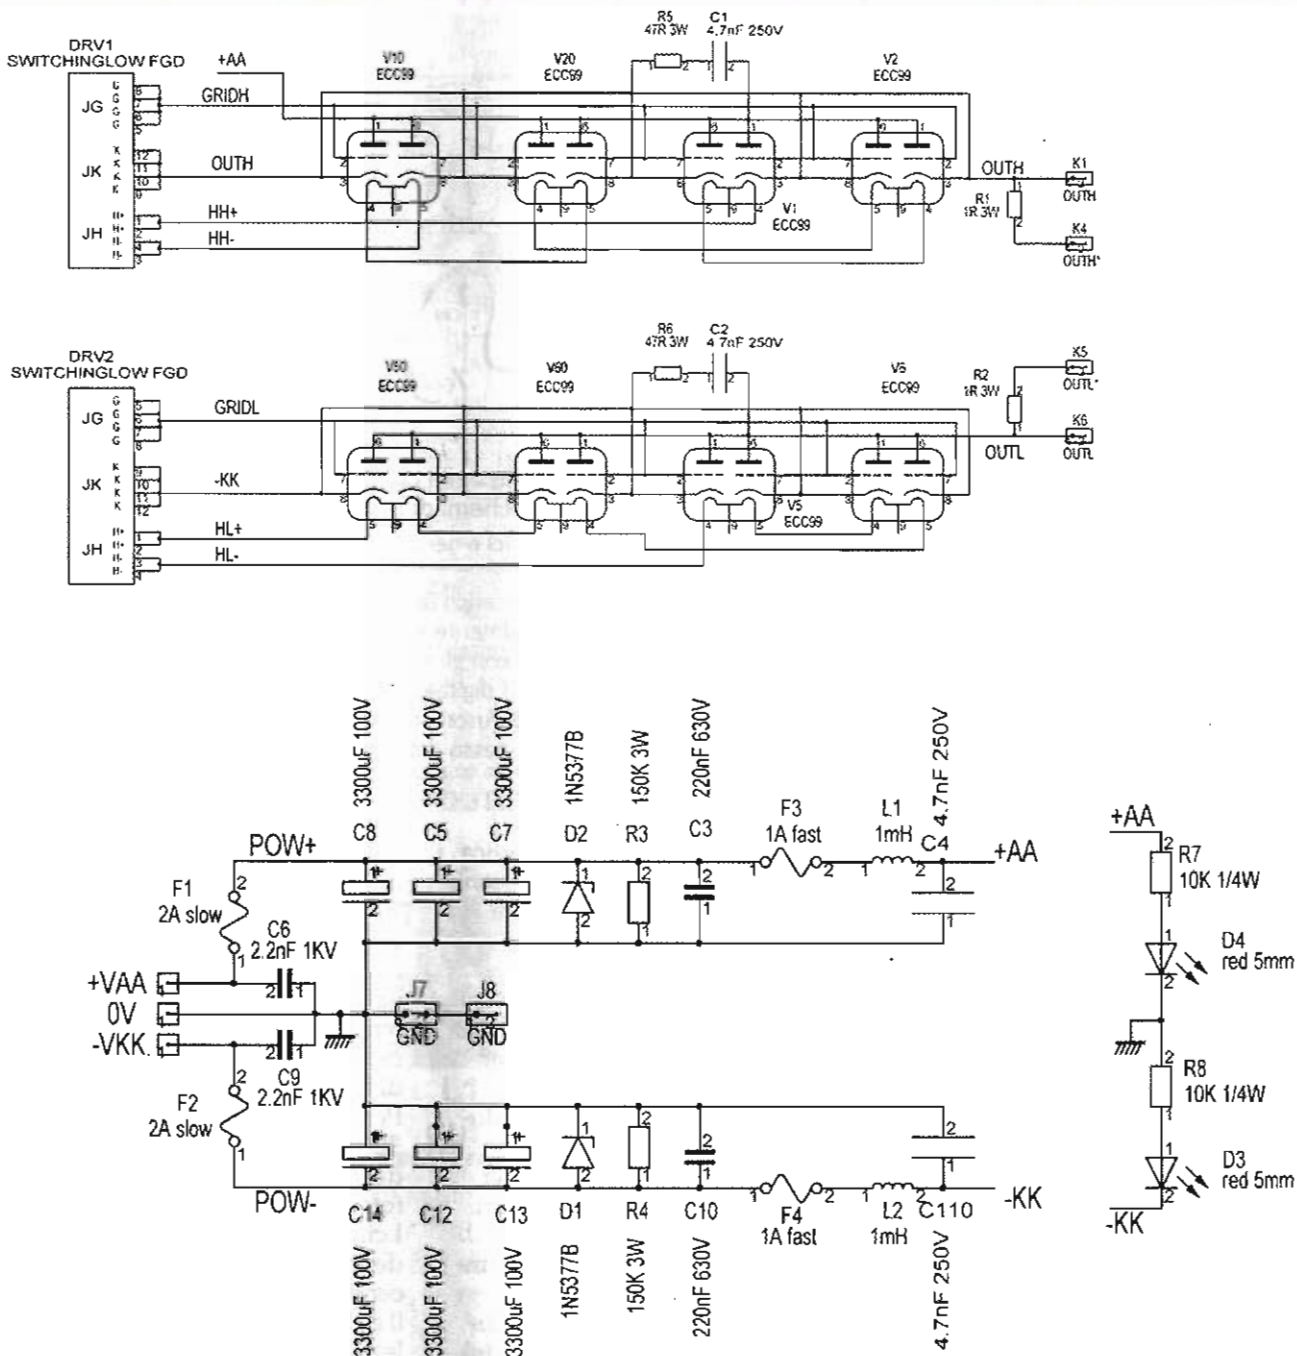 DRV1
SWITCHINGLOW FGD
+AA
V10
ECC99
V20
ECC99
R5
47R 3W
C1
4.7nF 250V
V2
ECC99
JG
GRIDH
JK
OUTH
JH
HH+
HH-
V1
ECC99
OUTH
R1
1R 3W
K1
OUTH
K4
OUTH*
DRV2
SWITCHINGLOW FGD
ECC99
ECC99
R6
47R 3W
C2
4.7nF 250V
ECC99
R2
1R 3W
K5
OUTL*
K6
OUTL
JG
GRIDL
OUTL
JK
-KK
V5
ECC99
JH
HL+
HL-
3300uF 100V
3300uF 100V
3300uF 100V
1N5377B
150K 3W
220nF 630V
4.7nF 250V
POW+
C8
C5
C7
D2
R3
C3
F3
1A fast
L1
1mH
C4
+AA
+AA
R7
10K 1/4W
D4
red 5mm
F1
2A slow
C6
2.2nF 1KV
+VAA
0V
-VKK.
J7
GND
J8
GND
C9
2.2nF 1KV
F2
2A slow
R8
10K 1/4W
D3
red 5mm
-KK
POW-
C14
C12
C13
D1
R4
C10
F4
1A fast
L2
1mH
C110
-KK
3300uF 100V
3300uF 100V
3300uF 100V
1N5377B
150K 3W
220nF 630V
4.7nF 250V